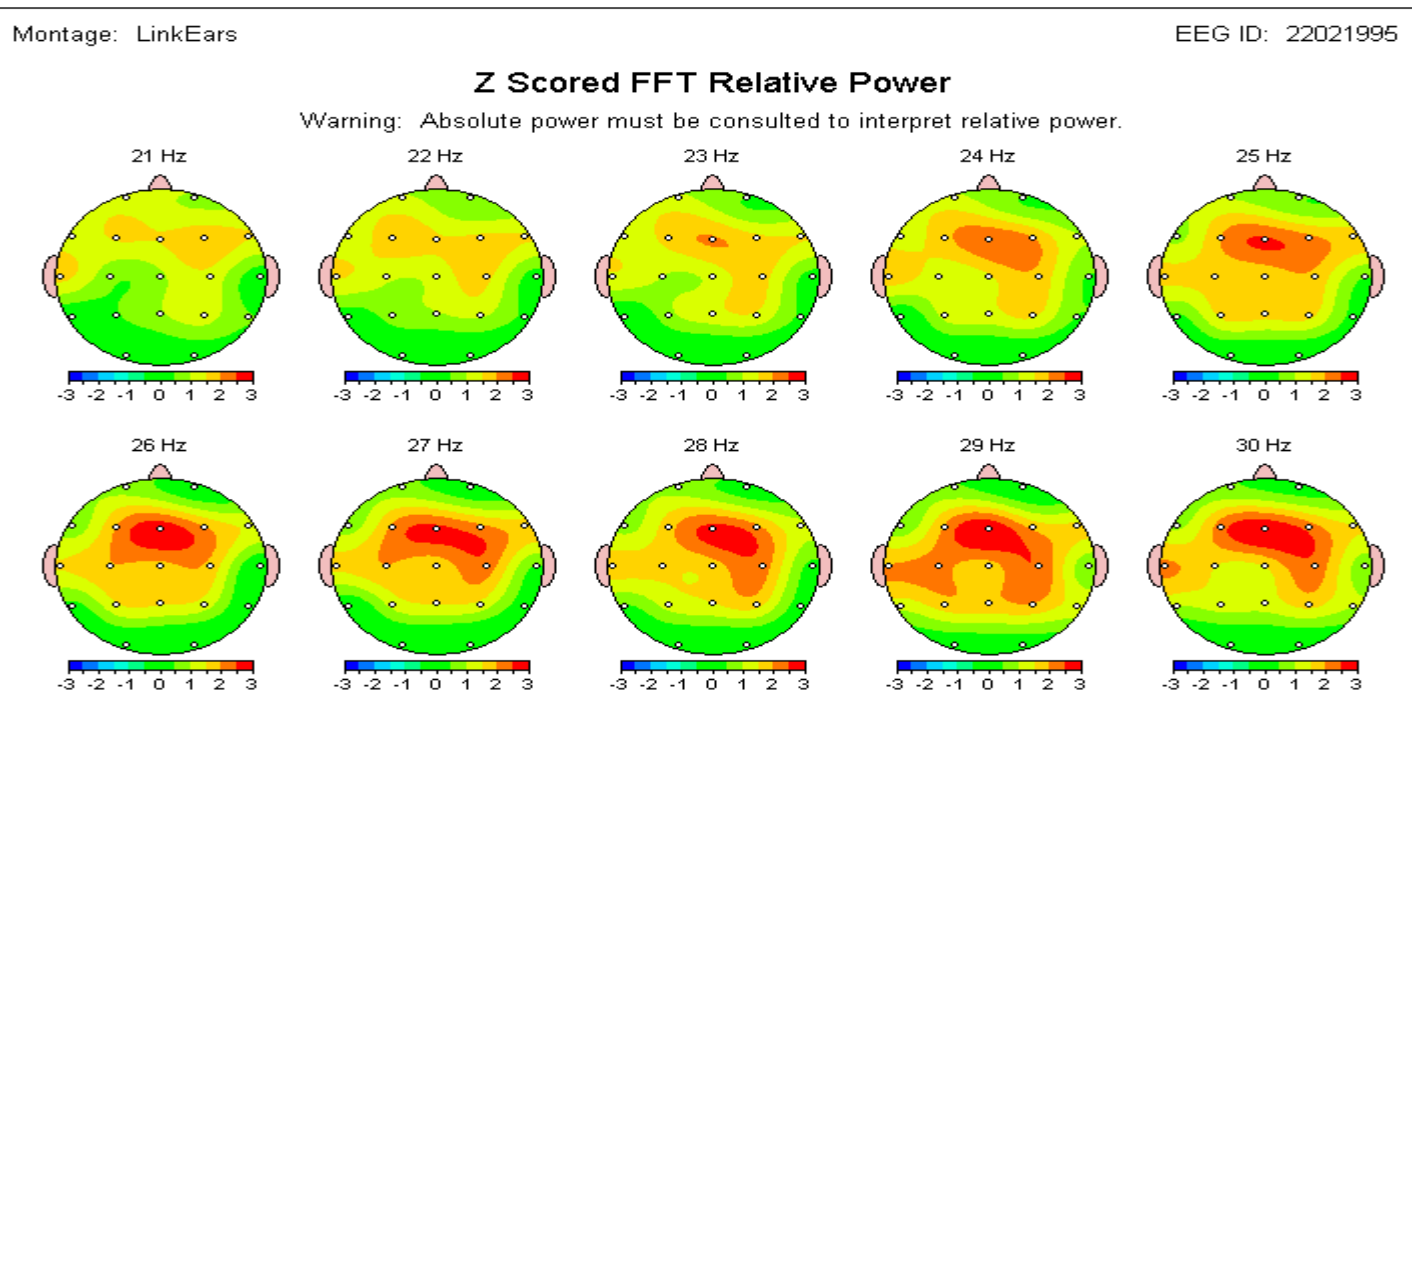 Montage: LinkEars EEG ID: 22021995
Z Scored FFT Relative Power
Warning: Absolute power must be consulted to interpret relative power.
21 Hz 22 Hz 23 Hz 24 Hz 25 Hz
-3 -2 -1 0 1 2 3 -3 -2 -1 0 1 2 3 -3 -2 -1 0 1 2 3 -3 -2 -1 0 1 2 3 -3 -2 -1 0 1 2 3
26 Hz 27 Hz 28 Hz 29 Hz 30 Hz
-3 -2 -1 0 1 2 3 -3 -2 -1 0 1 2 3 -3 -2 -1 0 1 2 3 -3 -2 -1 0 1 2 3 -3 -2 -1 0 1 2 3